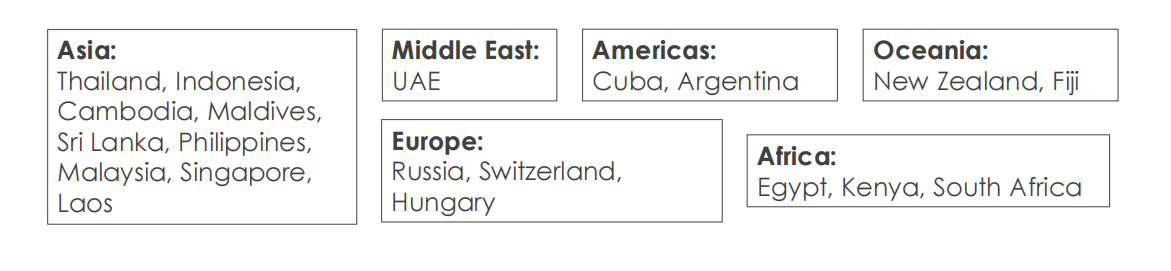 Asia:
Thailand, Indonesia,
Cambodia, Maldives,
Sri Lanka, Philippines,
Malaysia, Singapore,
Laos
Middle East:
UAE
Americas:
Cuba, Argentina
Oceania:
New Zealand, Fiji
Europe:
Russia, Switzerland,
Hungary
Africa:
Egypt, Kenya, South Africa